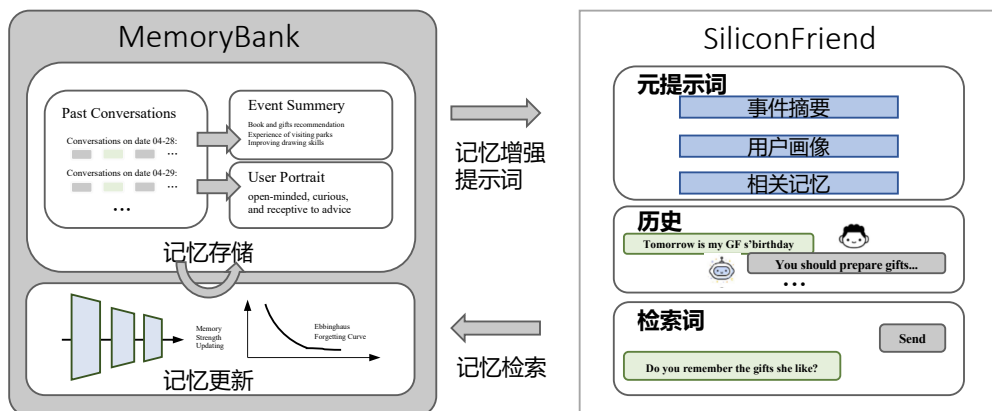 MemoryBank
Past Conversations
Conversations on date 04-28:
...
Conversations on date 04-29:
...
...
Event Summery
Book and gifts recommendation
Experience of visiting parks
Improving drawing skills
User Portrait
open-minded, curious,
and receptive to advice
记忆存储
Memory
Strength
Updating
Ebbinghaus
Forgetting Curve
记忆更新
记忆增强
提示词
记忆检索
SiliconFriend
元提示词
事件摘要
用户画像
相关记忆
历史
Tomorrow is my GF s'birthday
You should prepare gifts...
...
检索词
Send
Do you remember the gifts she like?